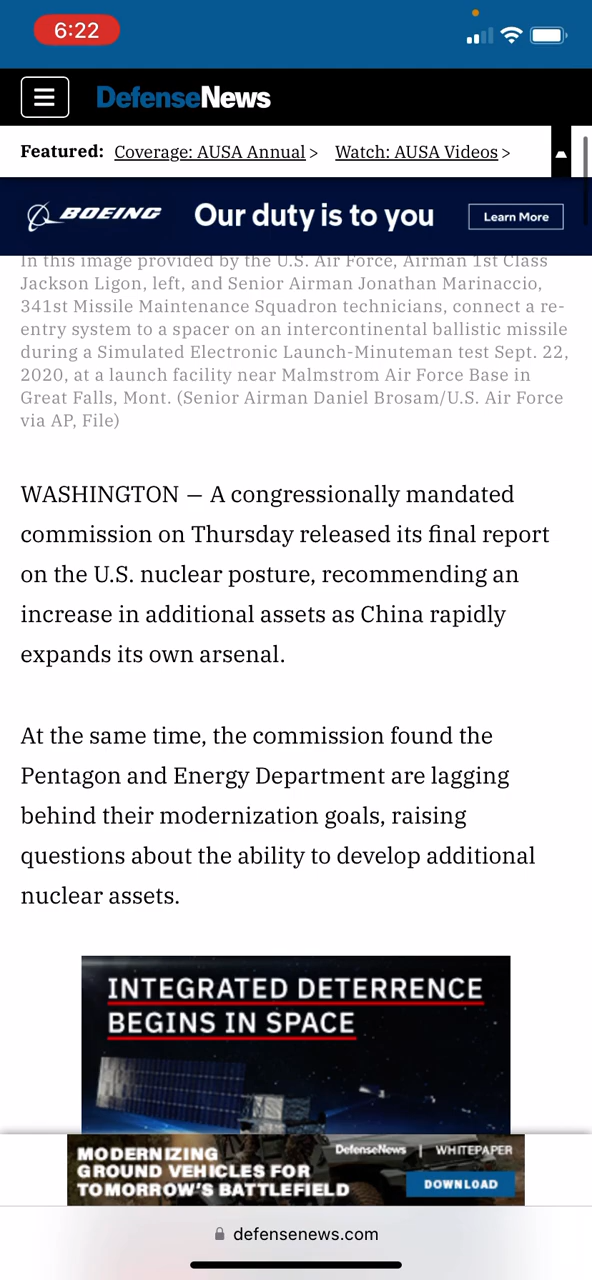 6:22
DefenseNews
Featured: Coverage: AUSA Annual > Watch: AUSA Videos >
BOEING Our duty is to you Learn More
In this image provided by the U.S. Air Force, Airman 1st Class
Jackson Ligon, left, and Senior Airman Jonathan Marinaccio,
341st Missile Maintenance Squadron technicians, connect a re-
entry system to a spacer on an intercontinental ballistic missile
during a Simulated Electronic Launch-Minuteman test Sept. 22,
2020, at a launch facility near Malmstrom Air Force Base in
Great Falls, Mont. (Senior Airman Daniel Brosam/U.S. Air Force
via AP, File)
WASHINGTON — A congressionally mandated
commission on Thursday released its final report
on the U.S. nuclear posture, recommending an
increase in additional assets as China rapidly
expands its own arsenal.
At the same time, the commission found the
Pentagon and Energy Department are lagging
behind their modernization goals, raising
questions about the ability to develop additional
nuclear assets.
INTEGRATED DETERRENCE
BEGINS IN SPACE
DefenseNews | WHITEPAPER
MODERNIZING
GROUND VEHICLES FOR
TOMORROW'S BATTLEFIELD
DOWNLOAD
defensenews.com